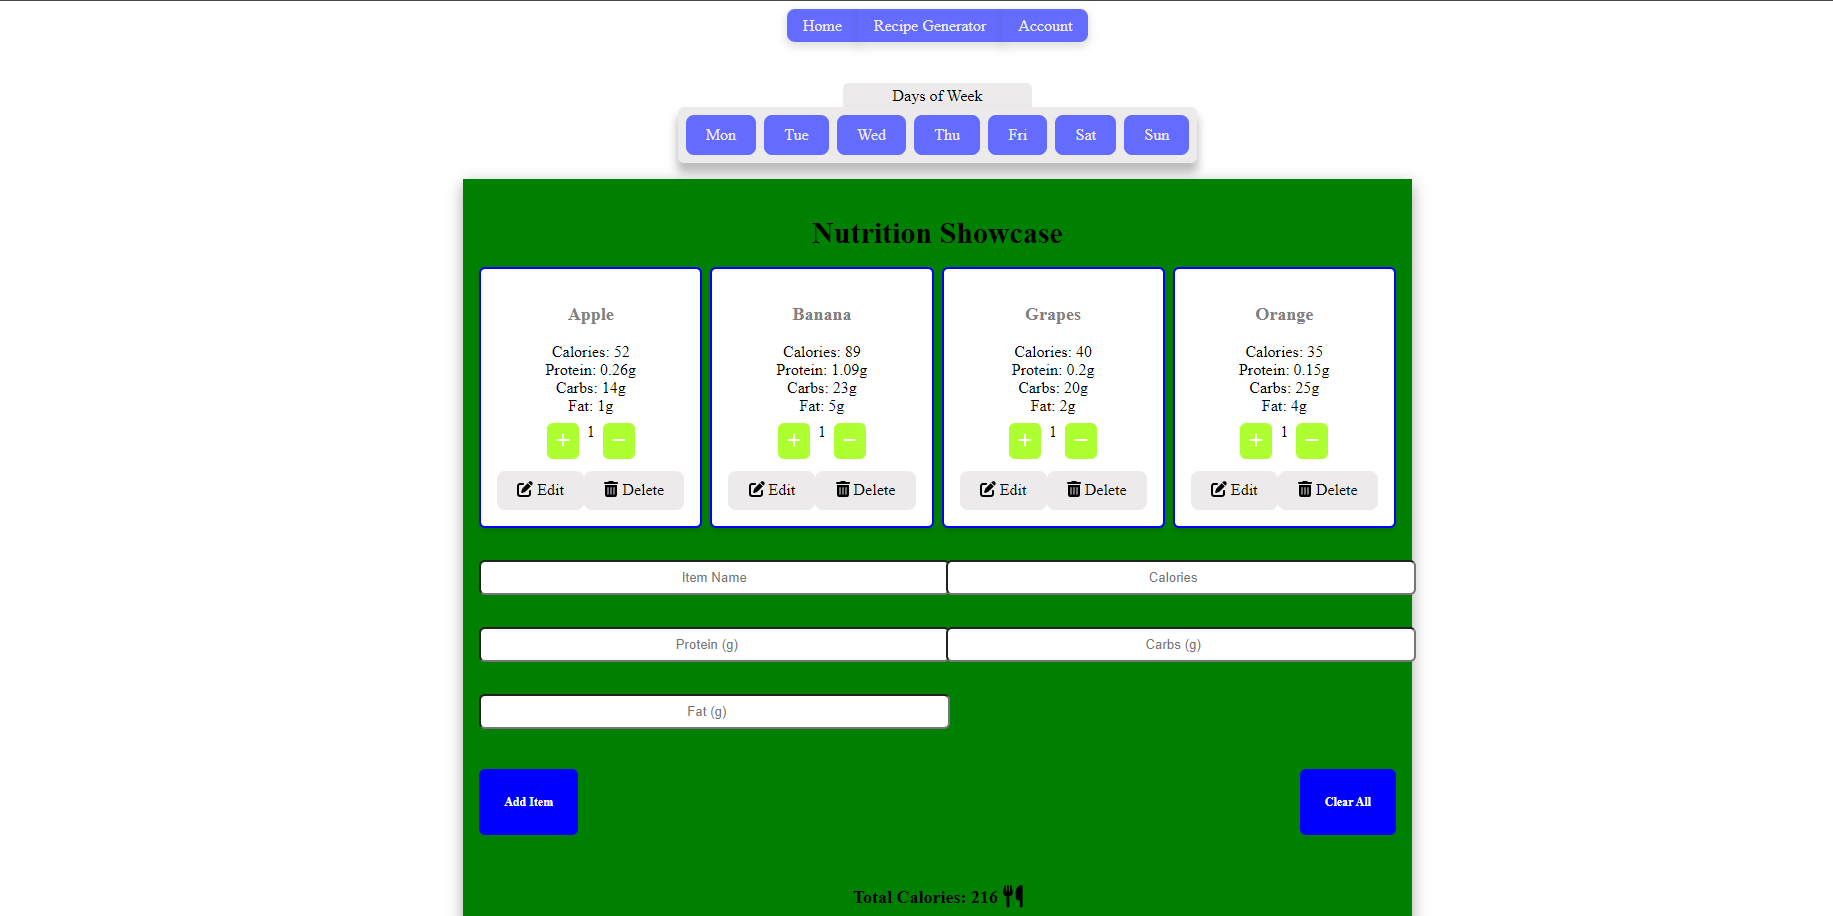 Home Recipe Generator Account
Days of Week
Mon Tue Wed Thu Fri Sat Sun
Nutrition Showcase
Apple
Calories: 52
Protein: 0.26g
Carbs: 14g
Fat: 1g
+ 1 −
Edit Delete
Banana
Calories: 89
Protein: 1.09g
Carbs: 23g
Fat: 5g
+ 1 −
Edit Delete
Grapes
Calories: 40
Protein: 0.2g
Carbs: 20g
Fat: 2g
+ 1 −
Edit Delete
Orange
Calories: 35
Protein: 0.15g
Carbs: 25g
Fat: 4g
+ 1 −
Edit Delete
Item Name Calories
Protein (g) Carbs (g)
Fat (g)
Add Item Clear All
Total Calories: 216